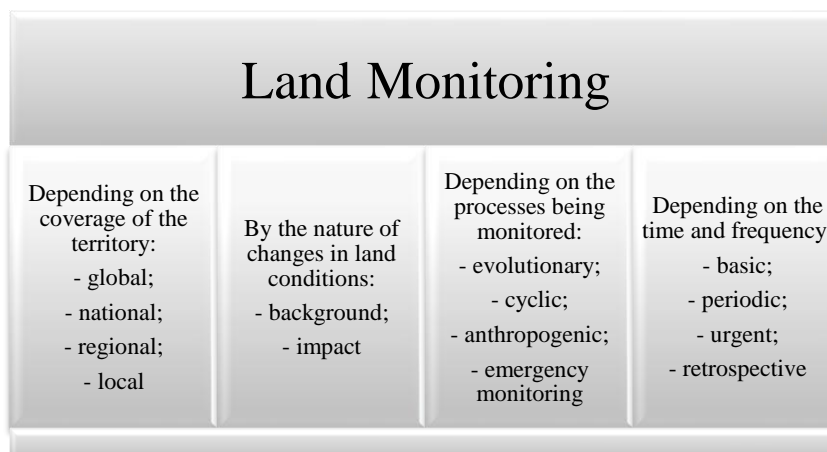 Land Monitoring
Depending on the
coverage of the
territory:
- global;
- national;
- regional;
- local
By the nature of
changes in land
conditions:
- background;
- impact
Depending on the
processes being
monitored:
- evolutionary;
- cyclic;
- anthropogenic;
- emergency
monitoring
Depending on the
time and frequency
- basic;
- periodic;
- urgent;
- retrospective